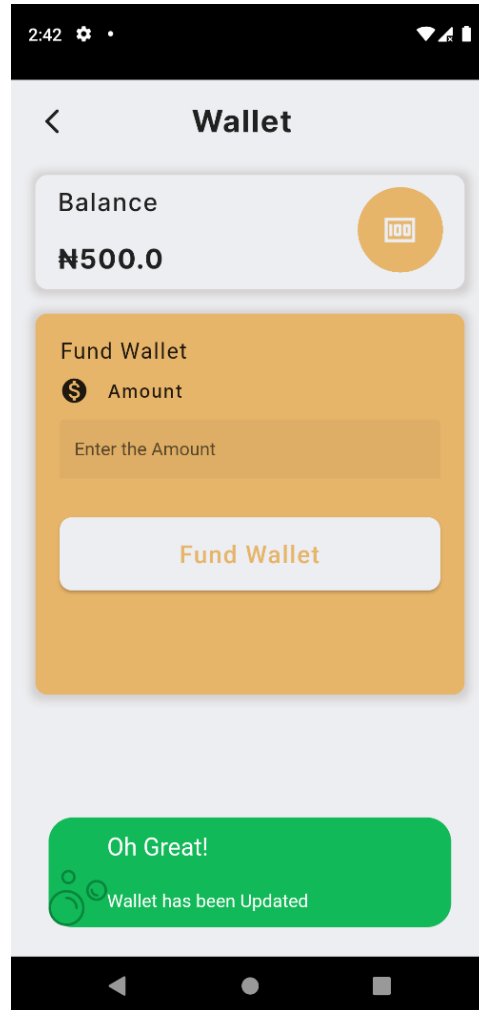 2:42
Wallet
Balance
₦500.0
100
Fund Wallet
$ Amount
Enter the Amount
Fund Wallet
Oh Great!
Wallet has been Updated